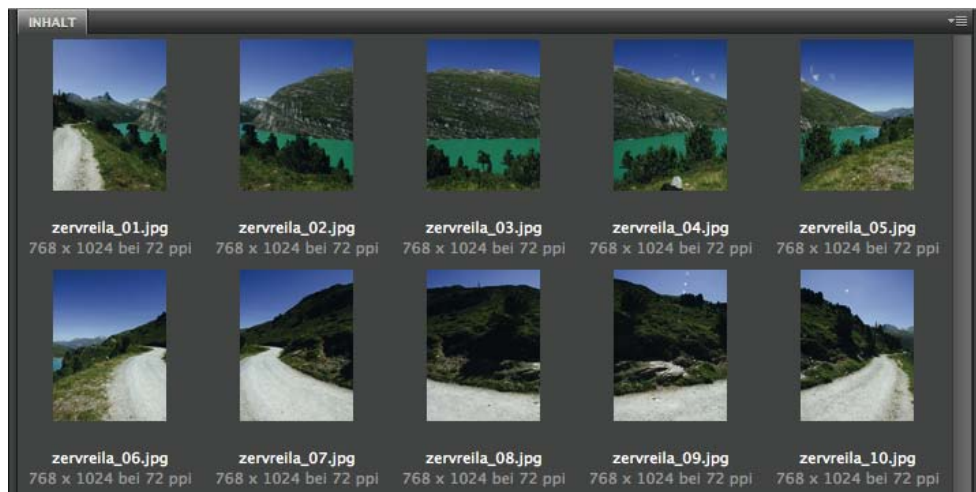 INHALT
zervreila_01.jpg zervreila_02.jpg zervreila_03.jpg zervreila_04.jpg zervreila_05.jpg
768 x 1024 bei 72 ppi 768 x 1024 bei 72 ppi 768 x 1024 bei 72 ppi 768 x 1024 bei 72 ppi 768 x 1024 bei 72 ppi
zervreila_06.jpg zervreila_07.jpg zervreila_08.jpg zervreila_09.jpg zervreila_10.jpg
768 x 1024 bei 72 ppi 768 x 1024 bei 72 ppi 768 x 1024 bei 72 ppi 768 x 1024 bei 72 ppi 768 x 1024 bei 72 ppi